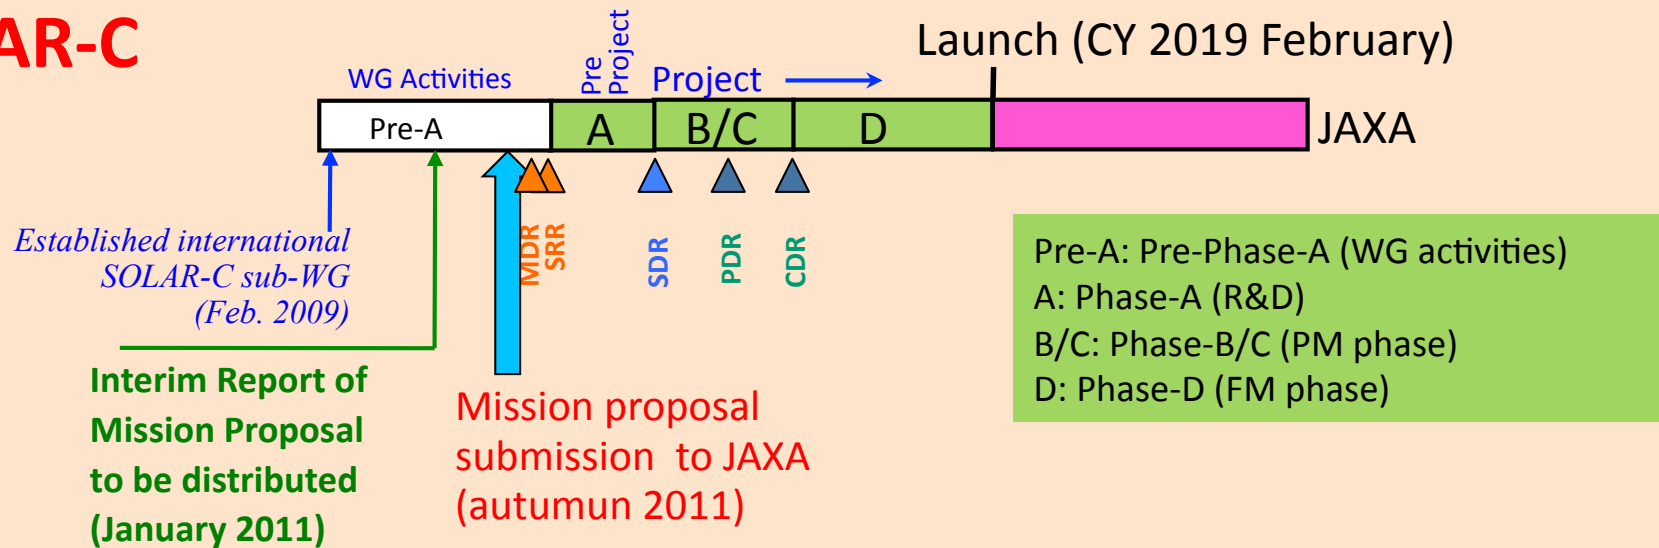 AR-C
Launch (CY 2019 February)
WG Activities
Pre
Project
Project
Pre-A
A
B/C
D
JAXA
MDR
SRR
SDR
PDR
CDR
Established international
SOLAR-C sub-WG
(Feb. 2009)
Interim Report of
Mission Proposal
to be distributed
(January 2011)
Mission proposal
submission to JAXA
(autumun 2011)
Pre-A: Pre-Phase-A (WG activities)
A: Phase-A (R&D)
B/C: Phase-B/C (PM phase)
D: Phase-D (FM phase)